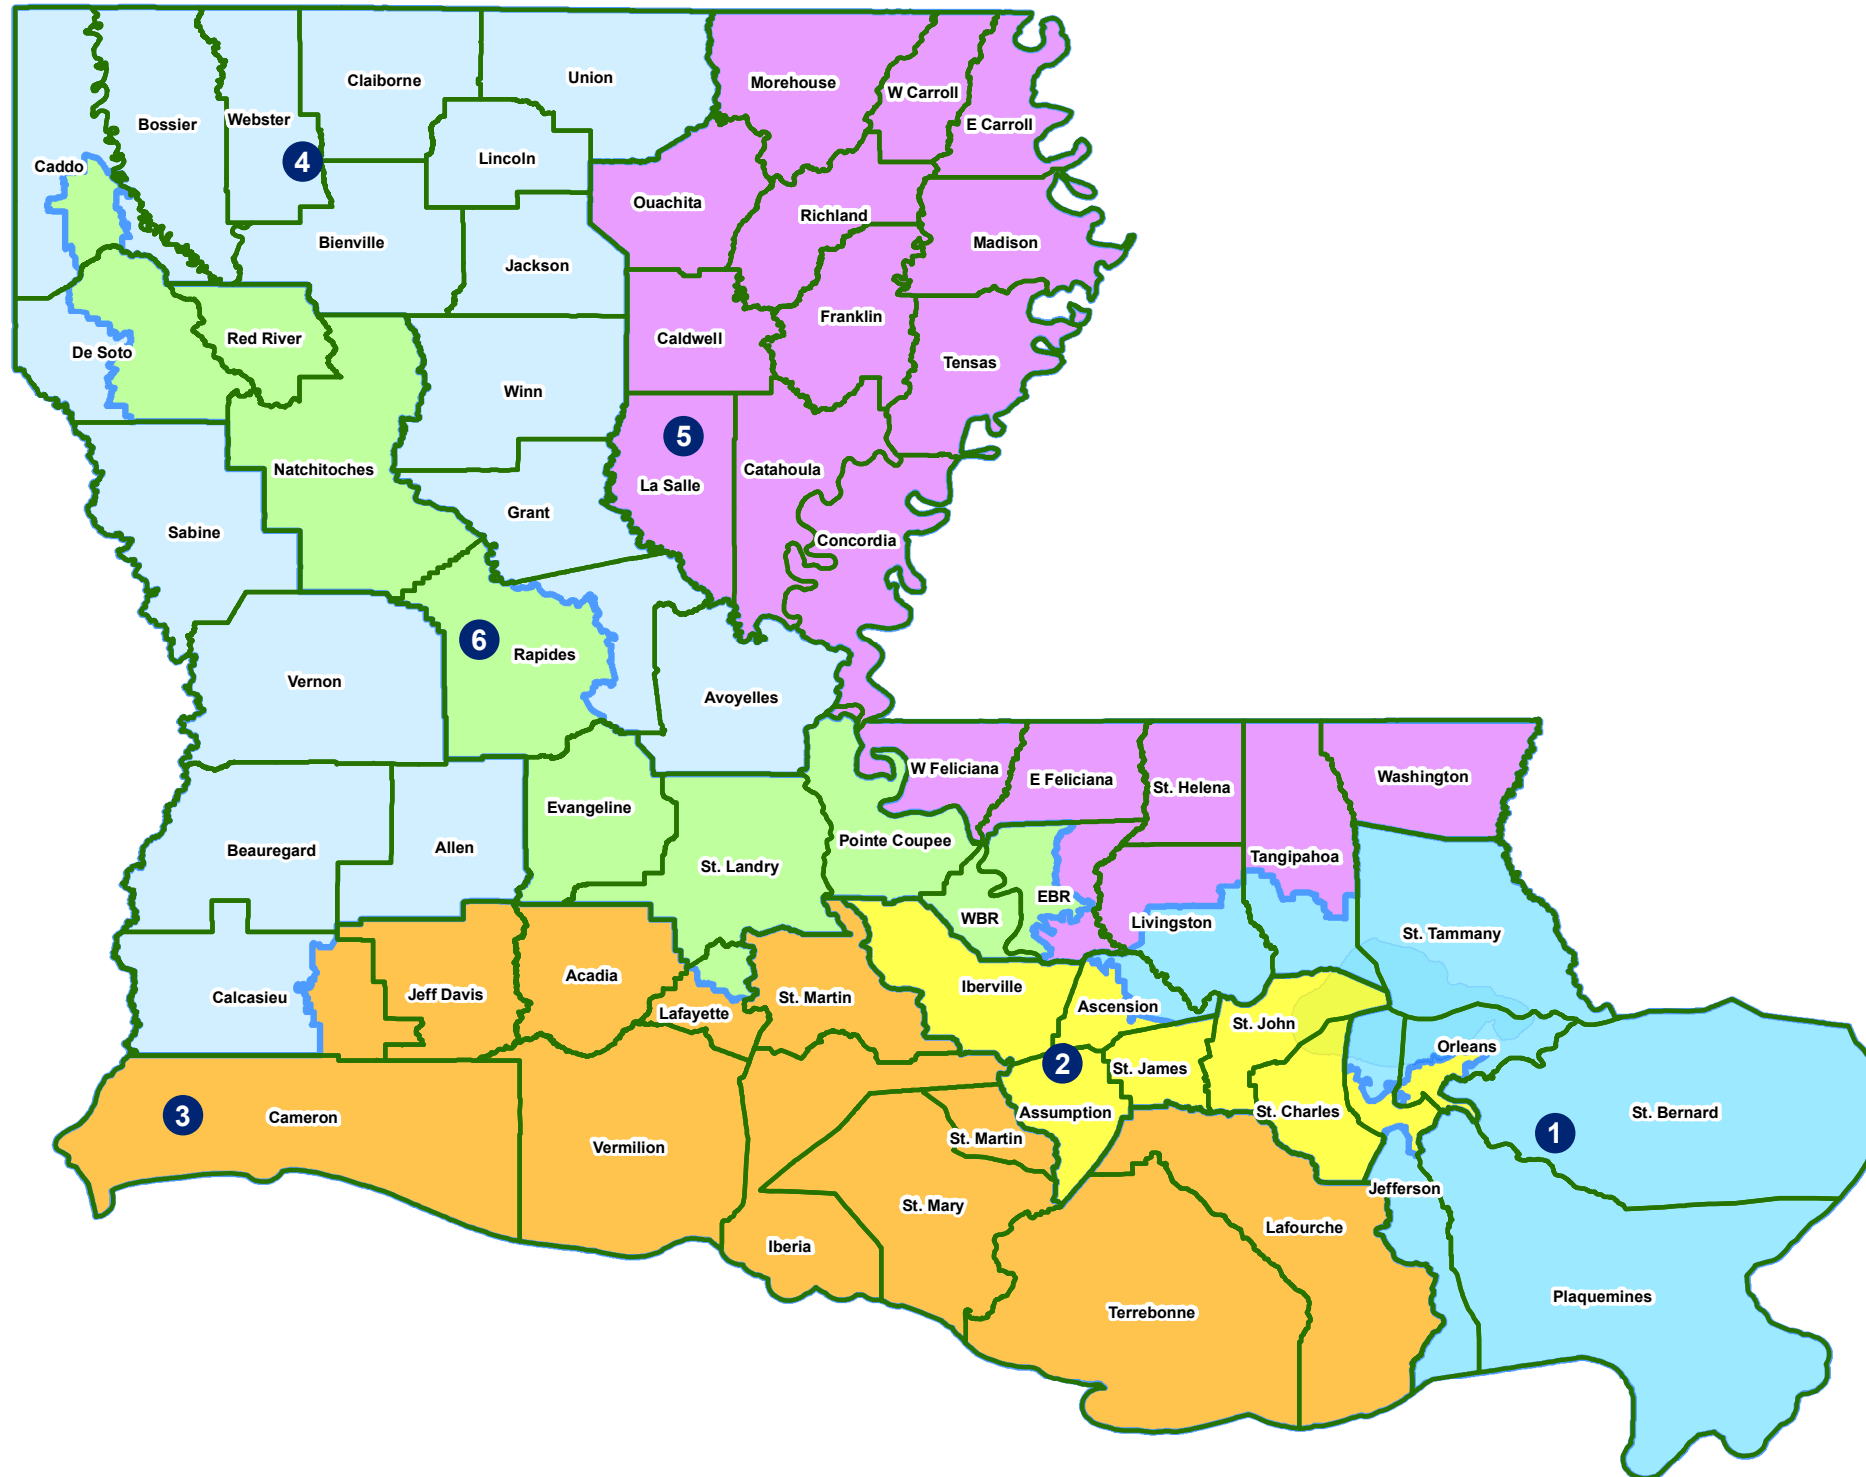 Claiborne
Union
Morehouse
W Carroll
E Carroll
Bossier
Webster
Caddo
4
Lincoln
Ouachita
Richland
Madison
Bienville
Jackson
Franklin
Red River
Caldwell
De Soto
Tensas
Winn
5
Natchitoches
La Salle
Catahoula
Sabine
Grant
Concordia
6
Rapides
Vernon
Avoyelles
W Feliciana
E Feliciana
St. Helena
Washington
Evangeline
Pointe Coupee
Beauregard
Allen
St. Landry
Tangipahoa
EBR
WBR
Livingston
St. Tammany
Acadia
Iberville
Calcasieu
Jeff Davis
St. Martin
Ascension
Lafayette
St. John
Orleans
2
St. James
3
Cameron
Assumption
St. Charles
St. Bernard
1
Vermilion
St. Martin
Jefferson
St. Mary
Lafourche
Iberia
Plaquemines
Terrebonne